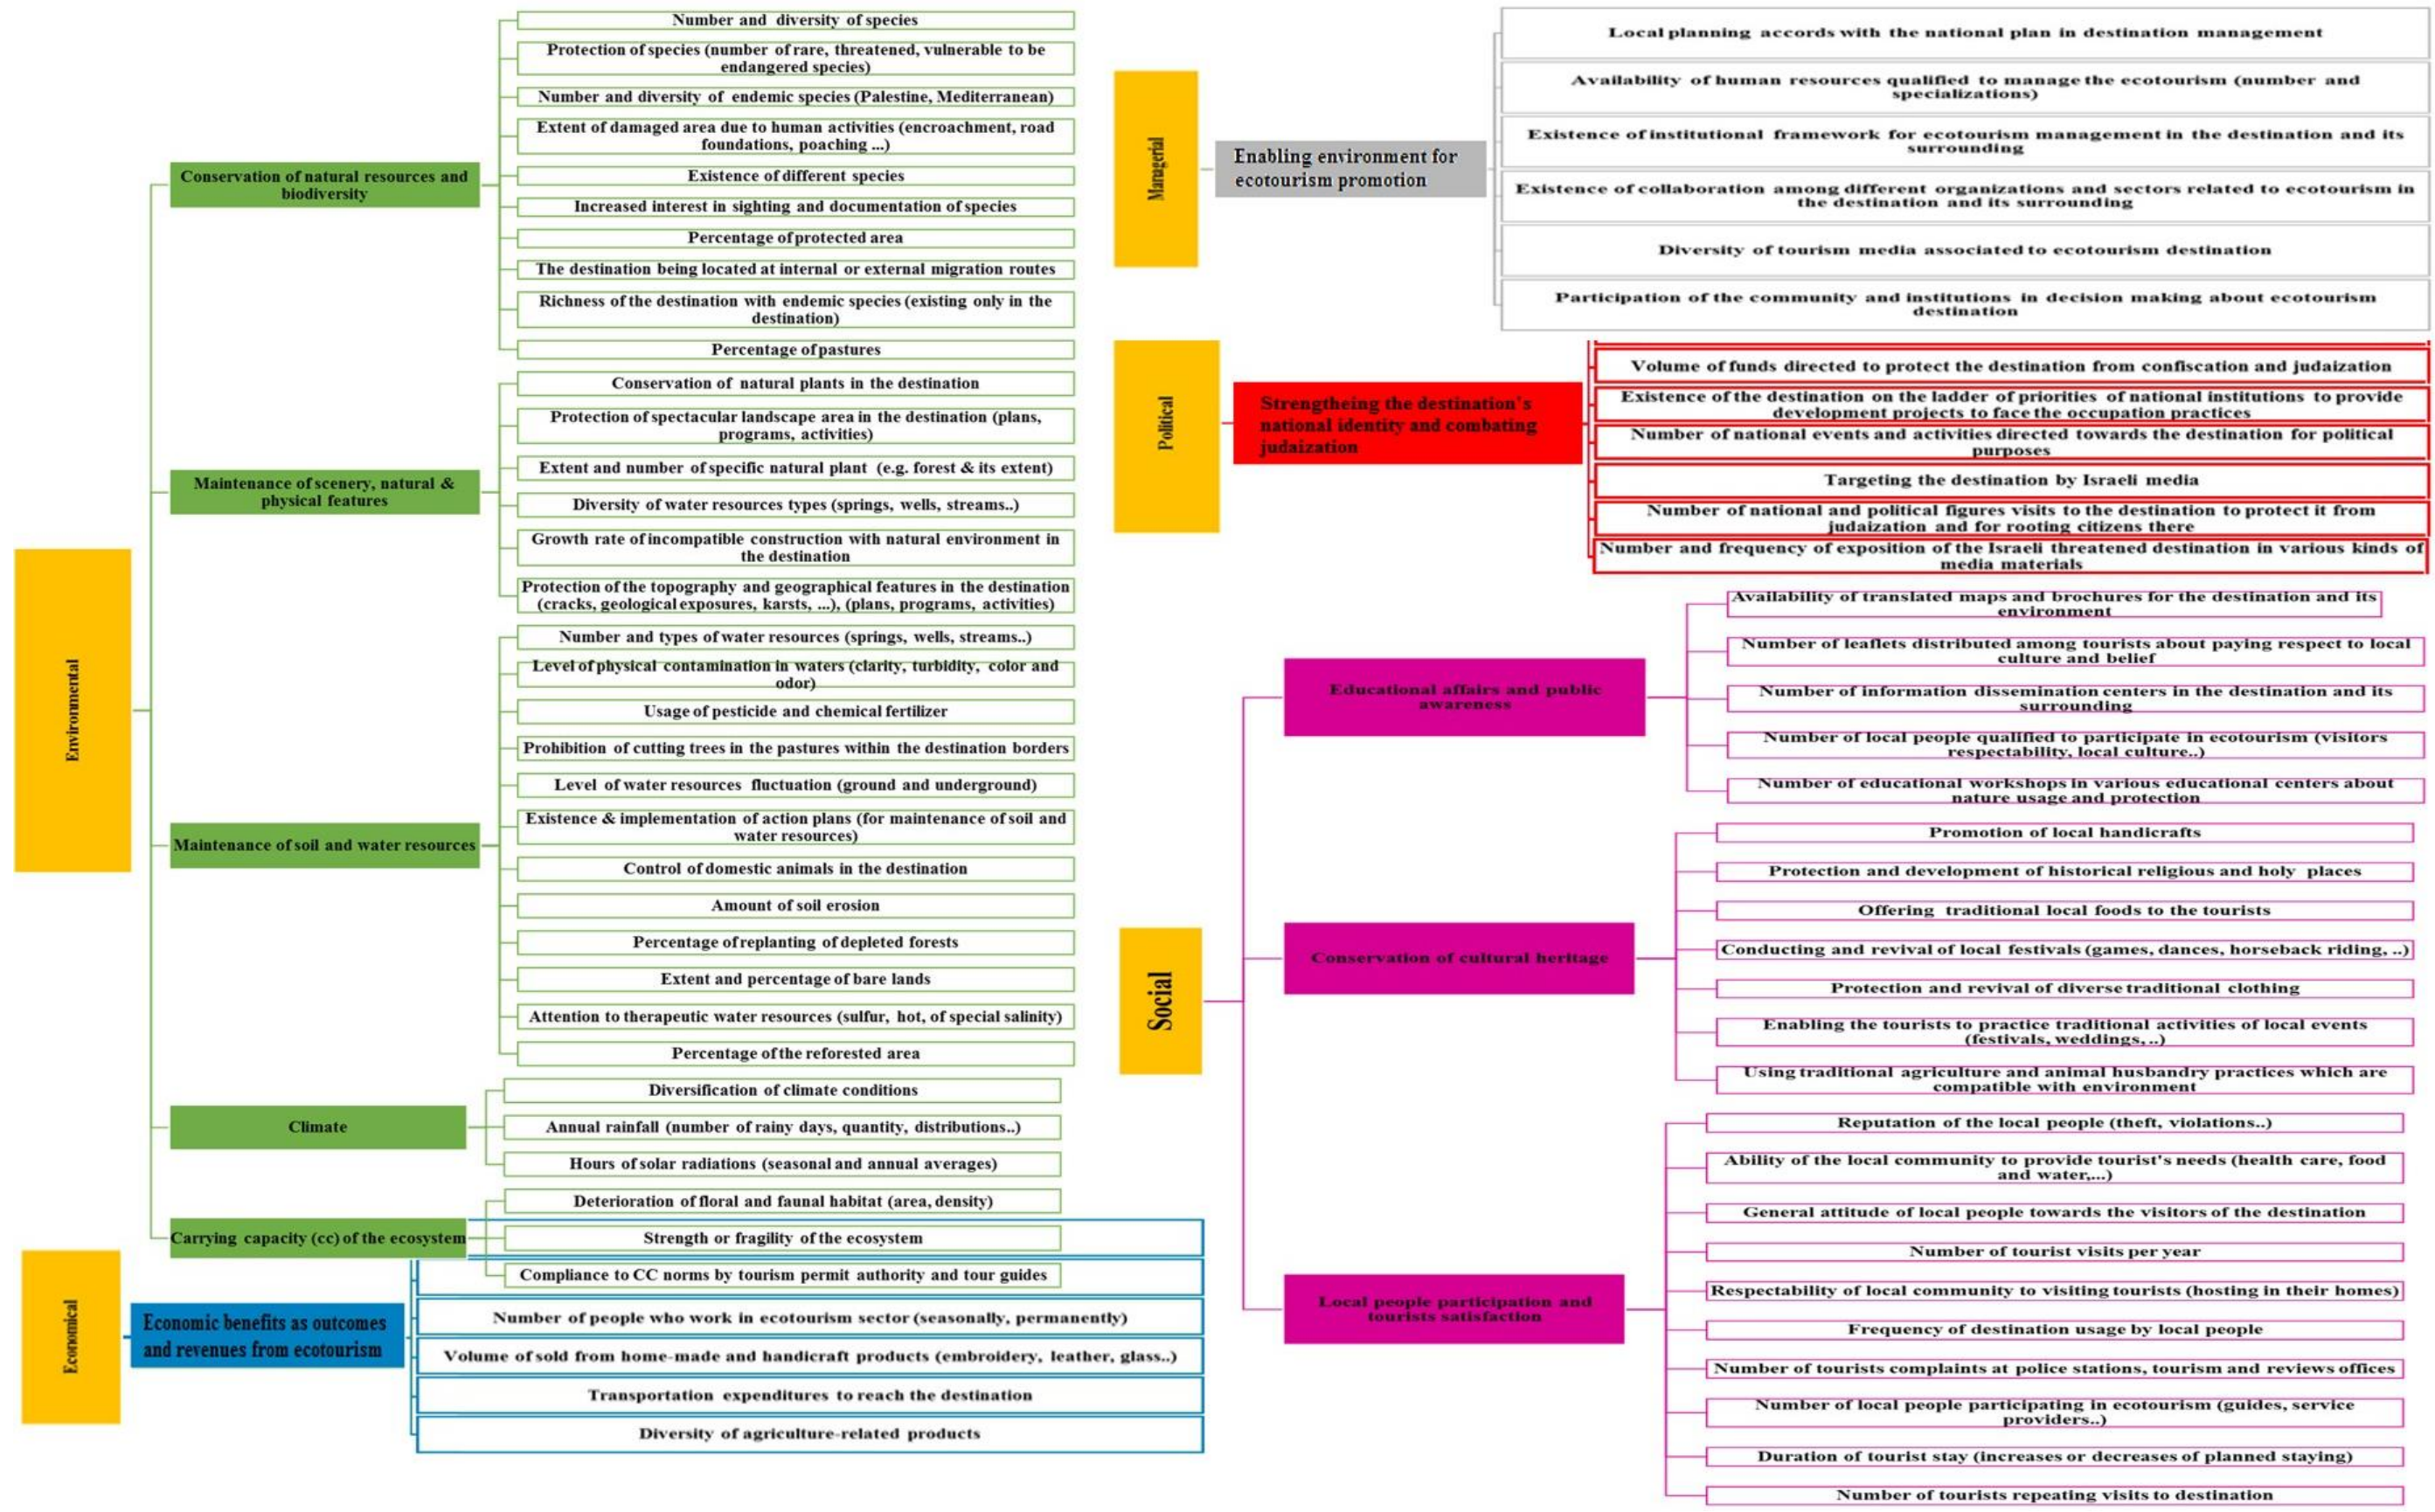 Environmental
Conservation of natural resources and
biodiversity
Number and diversity of species
Protection of species (number of rare, threatened, vulnerable to be
endangered species)
Number and diversity of endemic species (Palestine, Mediterranean)
Extent of damaged area due to human activities (encroachment, road
foundations, poaching ...)
Existence of different species
Increased interest in sighting and documentation of species
Percentage of protected area
The destination being located at internal or external migration routes
Richness of the destination with endemic species (existing only in the
destination)
Percentage of pastures
Maintenance of scenery, natural &
physical features
Conservation of natural plants in the destination
Protection of spectacular landscape area in the destination (plans,
programs, activities)
Extent and number of specific natural plant (e.g. forest & its extent)
Diversity of water resources types (springs, wells, streams..)
Growth rate of incompatible construction with natural environment in
the destination
Protection of the topography and geographical features in the destination
(cracks, geological exposures, karsts, ...), (plans, programs, activities)
Maintenance of soil and water resources
Number and types of water resources (springs, wells, streams..)
Level of physical contamination in waters (clarity, turbidity, color and
odor)
Usage of pesticide and chemical fertilizer
Prohibition of cutting trees in the pastures within the destination borders
Level of water resources fluctuation (ground and underground)
Existence & implementation of action plans (for maintenance of soil and
water resources)
Control of domestic animals in the destination
Amount of soil erosion
Percentage of replanting of depleted forests
Extent and percentage of bare lands
Attention to therapeutic water resources (sulfur, hot, of special salinity)
Percentage of the reforested area
Climate
Diversification of climate conditions
Annual rainfall (number of rainy days, quantity, distributions..)
Hours of solar radiations (seasonal and annual averages)
Carrying capacity (cc) of the ecosystem
Deterioration of floral and faunal habitat (area, density)
Strength or fragility of the ecosystem
Compliance to CC norms by tourism permit authority and tour guides
Economical
Economic benefits as outcomes
and revenues from ecotourism
Number of people who work in ecotourism sector (seasonally, permanently)
Volume of sold from home-made and handicraft products (embroidery, leather, glass..)
Transportation expenditures to reach the destination
Diversity of agriculture-related products
Managerial
Enabling environment for
ecotourism promotion
Local planning accords with the national plan in destination management
Availability of human resources qualified to manage the ecotourism (number and
specializations)
Existence of institutional framework for ecotourism management in the destination and its
surrounding
Existence of collaboration among different organizations and sectors related to ecotourism in
the destination and its surrounding
Diversity of tourism media associated to ecotourism destination
Participation of the community and institutions in decision making about ecotourism
destination
Political
Strengtheing the destination's
national identity and combating
judaization
Volume of funds directed to protect the destination from confiscation and judaization
Existence of the destination on the ladder of priorities of national institutions to provide
development projects to face the occupation practices
Number of national events and activities directed towards the destination for political
purposes
Targeting the destination by Israeli media
Number of national and political figures visits to the destination to protect it from
judaization and for rooting citizens there
Number and frequency of exposition of the Israeli threatened destination in various kinds of
media materials
Social
Educational affairs and public
awareness
Availability of translated maps and brochures for the destination and its
environment
Number of leaflets distributed among tourists about paying respect to local
culture and belief
Number of information dissemination centers in the destination and its
surrounding
Number of local people qualified to participate in ecotourism (visitors
respectability, local culture..)
Number of educational workshops in various educational centers about
nature usage and protection
Conservation of cultural heritage
Promotion of local handicrafts
Protection and development of historical religious and holy places
Offering traditional local foods to the tourists
Conducting and revival of local festivals (games, dances, horseback riding, ..)
Protection and revival of diverse traditional clothing
Enabling the tourists to practice traditional activities of local events
(festivals, weddings, ..)
Using traditional agriculture and animal husbandry practices which are
compatible with environment
Local people participation and
tourists satisfaction
Reputation of the local people (theft, violations..)
Ability of the local community to provide tourist's needs (health care, food
and water,...)
General attitude of local people towards the visitors of the destination
Number of tourist visits per year
Respectability of local community to visiting tourists (hosting in their homes)
Frequency of destination usage by local people
Number of tourists complaints at police stations, tourism and reviews offices
Number of local people participating in ecotourism (guides, service
providers..)
Duration of tourist stay (increases or decreases of planned staying)
Number of tourists repeating visits to destination